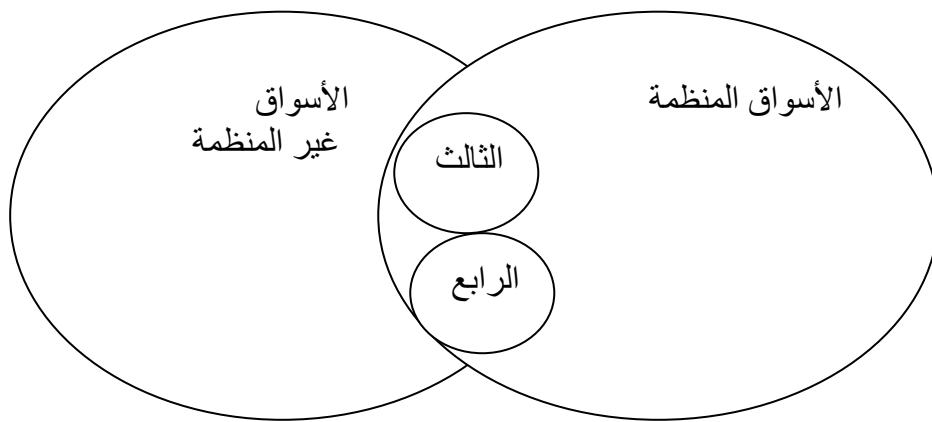 الأسواق المنظمة
الأسواق
غير المنظمة
الثالث
الرابع